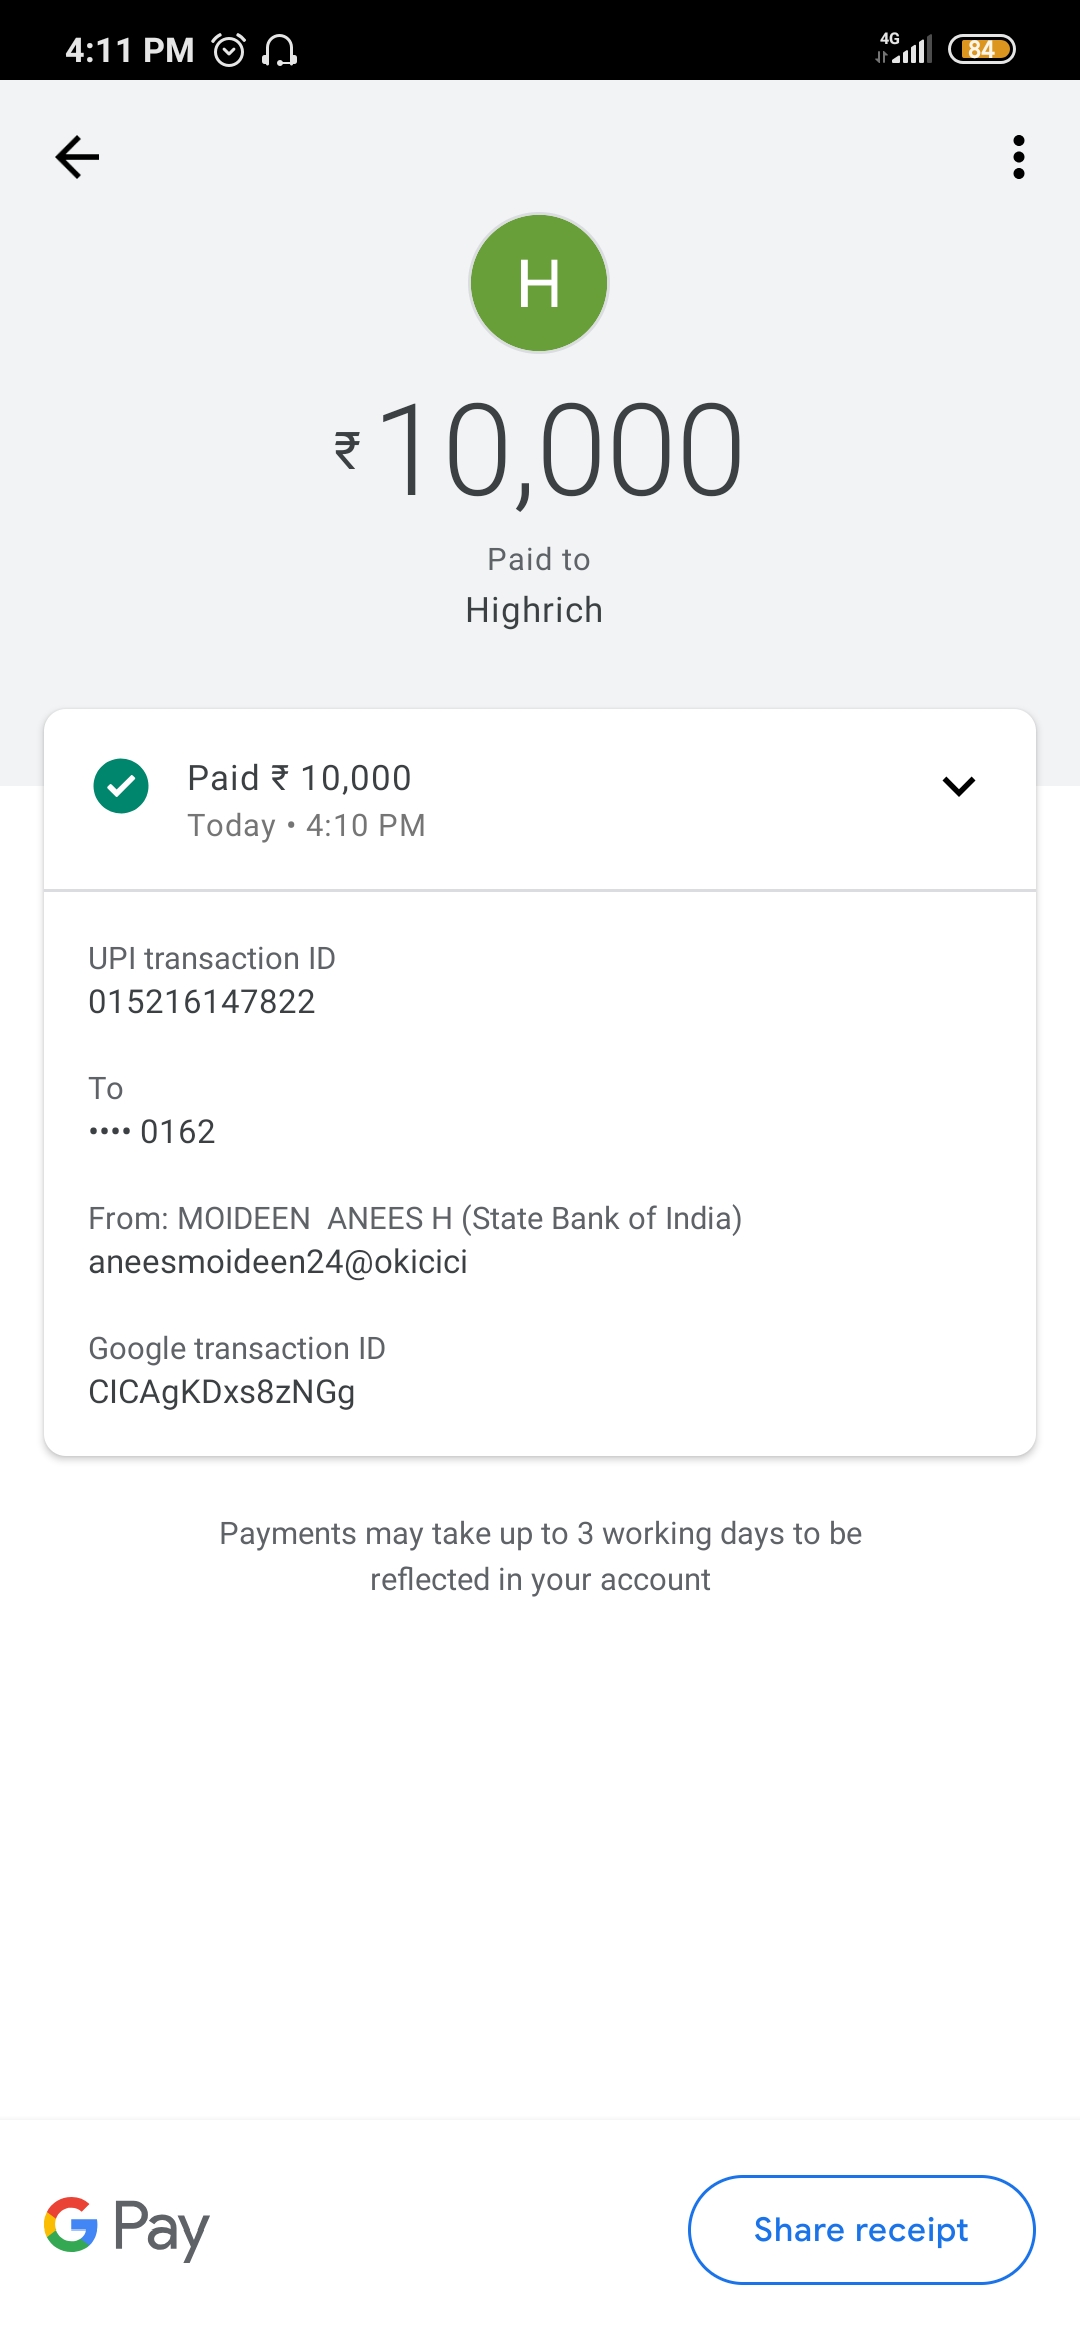 4:11 PM 4G 84
H
₹10,000
Paid to
Highrich
Paid ₹ 10,000
Today • 4:10 PM
UPI transaction ID
015216147822
To
•••• 0162
From: MOIDEEN  ANEES H (State Bank of India)
aneesmoideen24@okicici
Google transaction ID
CICAgKDxs8zNGg
Payments may take up to 3 working days to be
reflected in your account
G Pay
Share receipt